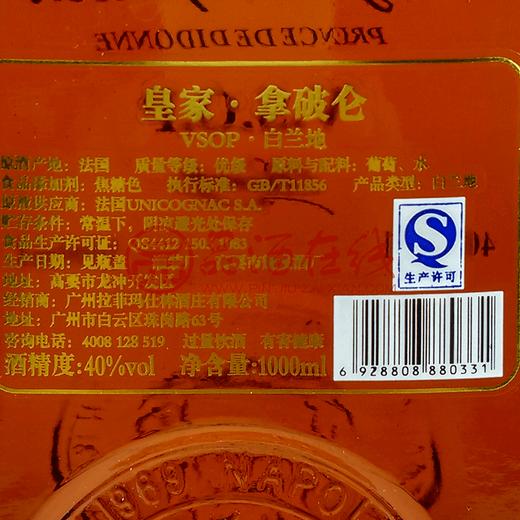 PRINCE DE DIDONNE
皇家·拿破仑
VSOP·白兰地
原酒产地：法国 质量等级：优级 原料与配料：葡萄、水
食品添加剂：焦糖色 执行标准：GB/T11856 产品类型：白兰地
原酒供应商：法国UNICOGNAC S.A.
贮存条件：常温下，阴凉避光处保存
食品生产许可证：QS4412
生产日期：见瓶盖
地址：高要市龙冲开发区
经销商：广州拉菲玛仕梆酒庄有限公司
地址：广州市白云区珠岗路63号
咨询电话：4008 128 519 过量饮酒 有害健康
酒精度：40%vol 净含量：1000ml
生产许可
6 928808 880331
1869 NAPOL